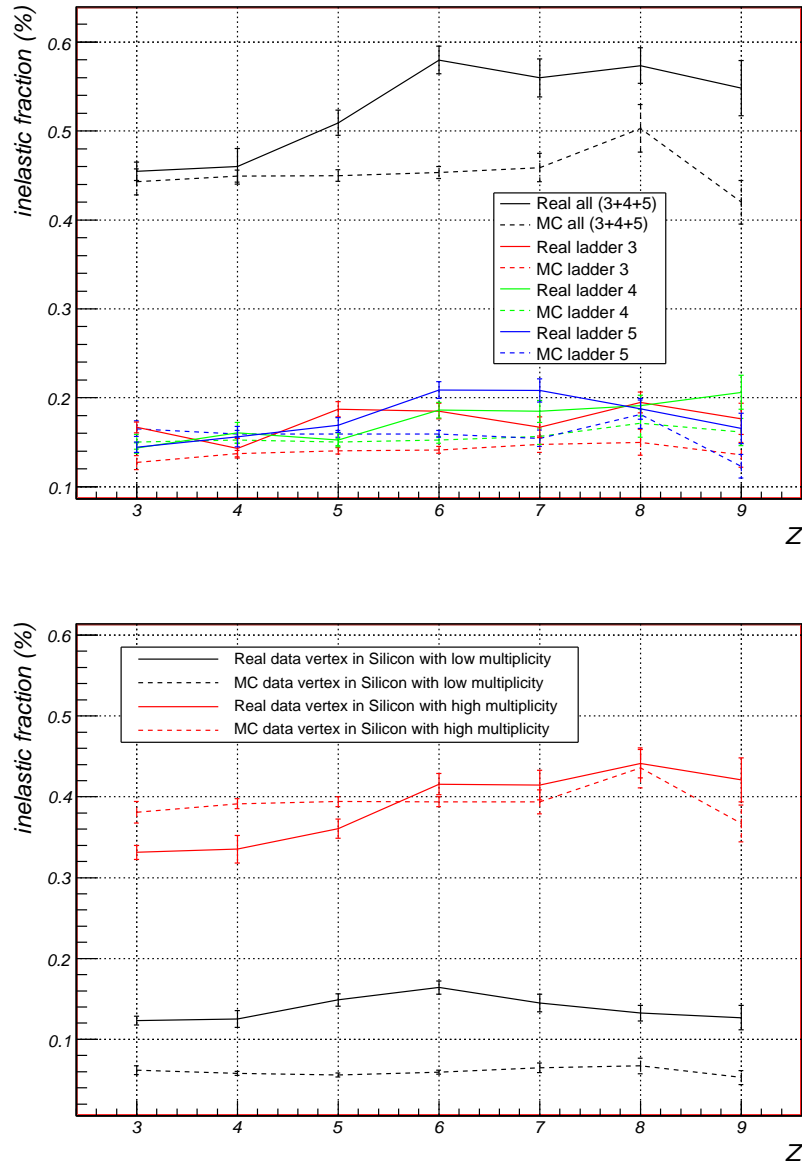 inelastic fraction (%)
0.6
0.5
0.4
0.3
0.2
0.1
Real all (3+4+5)
MC all (3+4+5)
Real ladder 3
MC ladder 3
Real ladder 4
MC ladder 4
Real ladder 5
MC ladder 5
3 4 5 6 7 8 9
Z
inelastic fraction (%)
0.6
0.5
0.4
0.3
0.2
0.1
Real data vertex in Silicon with low multiplicity
MC data vertex in Silicon with low multiplicity
Real data vertex in Silicon with high multiplicity
MC data vertex in Silicon with high multiplicity
3 4 5 6 7 8 9
Z